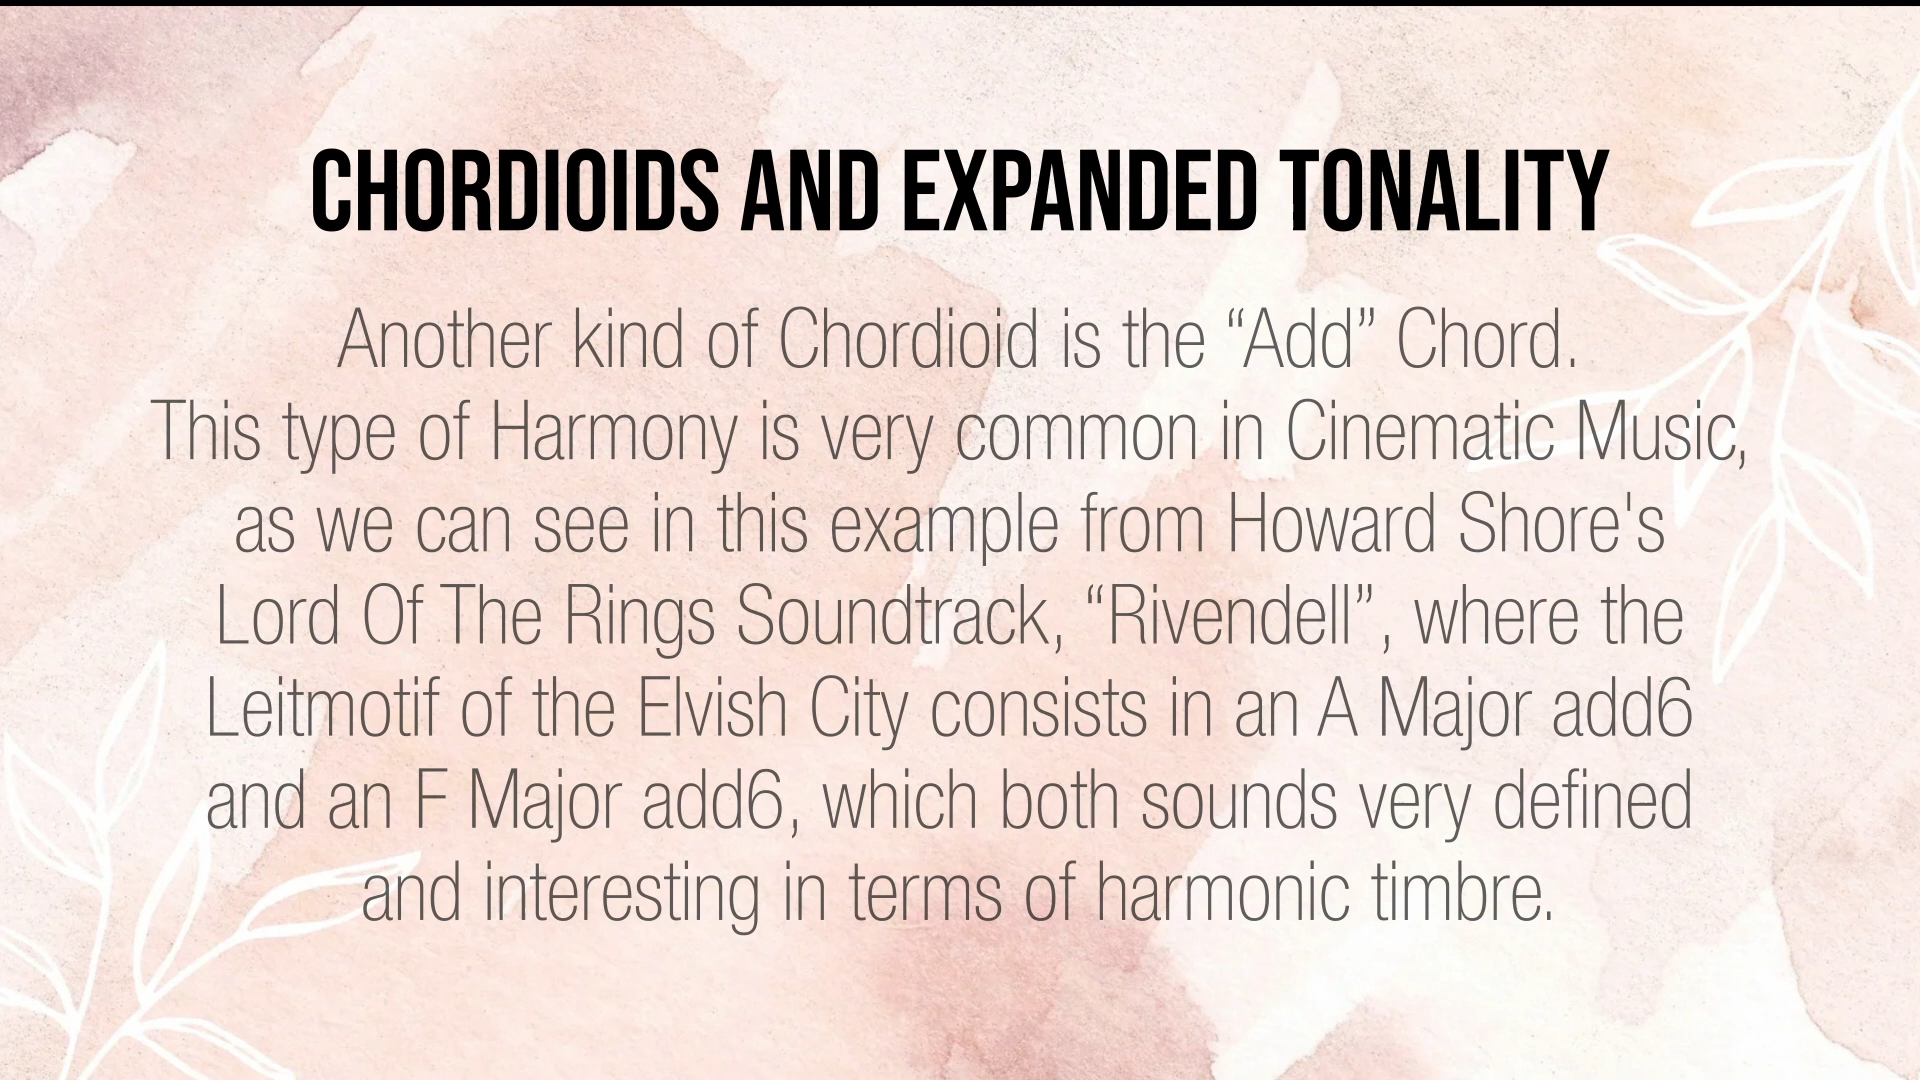 CHORDIOIDS AND EXPANDED TONALITY
Another kind of Chordioid is the “Add” Chord.
This type of Harmony is very common in Cinematic Music,
as we can see in this example from Howard Shore's
Lord Of The Rings Soundtrack, “Rivendell”, where the
Leitmotif of the Elvish City consists in an A Major add6
and an F Major add6, which both sounds very defined
and interesting in terms of harmonic timbre.